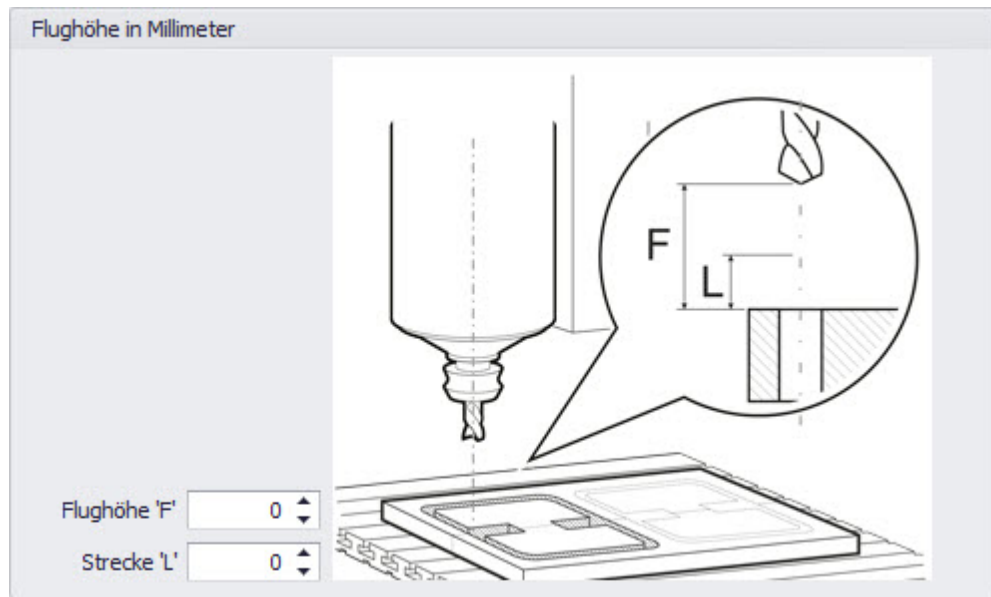 Flughöhe in Millimeter
F
L
Flughöhe 'F' 0
Strecke 'L' 0